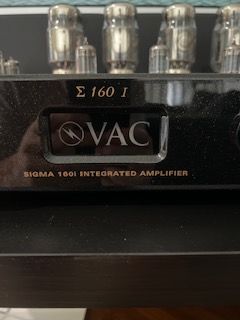 Σ 160 I
VAC
SIGMA 160i INTEGRATED AMPLIFIER